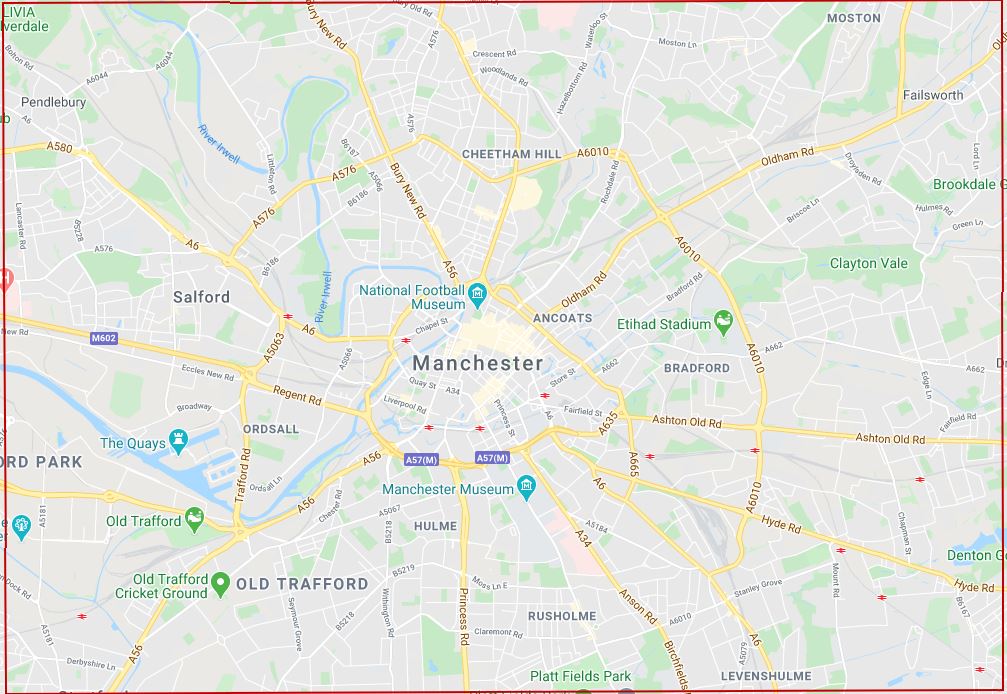 LIVIA
lverdale
Bury New Rd
Bury Old Rd
A576
Waterloo St
MOSTON
Moston Ln
Crescent Rd
Woodlands Rd
Hazelbottom Rd
Bolton Rd
A6044
A6044
Pendlebury
A6
Failsworth
River Irwell
A580
A576
B6187
CHEETHAM HILL
A6010
Oldham Rd
Littleton Rd
A576
A6066
B6186
Rochdale Rd
Droylsden Rd
Lord Ln
Brookdale G
Lancaster Rd
B5228
A576
A576
Bury New Rd
Briscoe Ln
Hulmes Rd
Green Ln
A6
B6186
A6010
A56
Clayton Vale
River Irwell
Salford
National Football
Museum
Oldham Rd
Bradford Rd
ANCOATS
Etihad Stadium
New Rd
M602
A6
Chapel St
A5063
A5066
Manchester
A662
A6010
A662
BRADFORD
A662
Eccles New Rd
Quay St
A34
Store St
Edge Ln
Regent Rd
Liverpool Rd
Princess St
A6
Fairfield St
Broadway
ORDSALL
A635
Ashton Old Rd
Fairfield Rd
Ashton Old Rd
The Quays
ORD PARK
A56
A57(M)
A57(M)
A665
Trafford Rd
Ordsall Ln
Manchester Museum
A6
A6010
A56
Chester Rd
A5067
A5181
Old Trafford
B5218
HULME
A5184
Hyde Rd
Chapman St
A34
Denton G
Old Trafford
Cricket Ground
OLD TRAFFORD
B5219
Moss Ln E
Mount Rd
Stanley Grove
Hyde Rd
B6167
Seymour Grove
Withington Rd
Princess Rd
Anson Rd
RUSHOLME
A6010
B5218
Claremont Rd
A5181
A6
A56
Derbyshire Ln
A5079
Birchfields
Platt Fields Park
LEVENSHULME